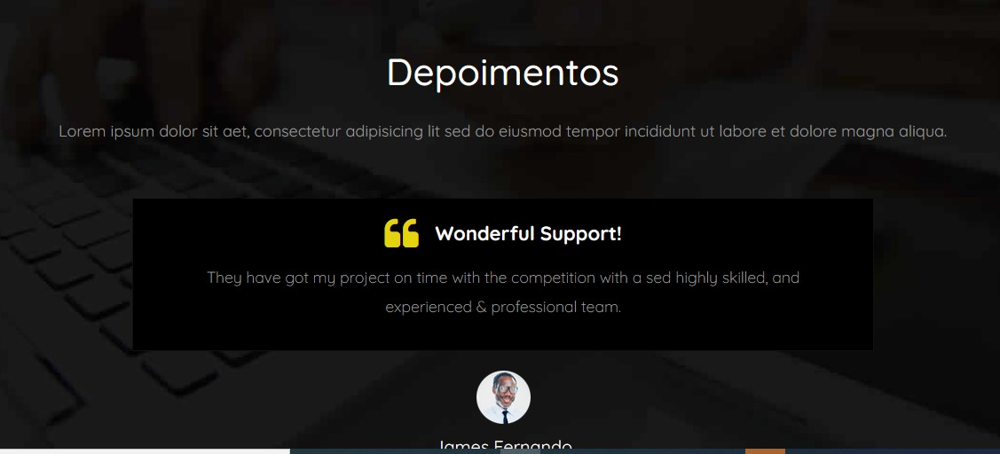 Depoimentos
Lorem ipsum dolor sit aet, consectetur adipisicing lit sed do eiusmod tempor incididunt ut labore et dolore magna aliqua.
Wonderful Support!
They have got my project on time with the competition with a sed highly skilled, and
experienced & professional team.
James Fernando